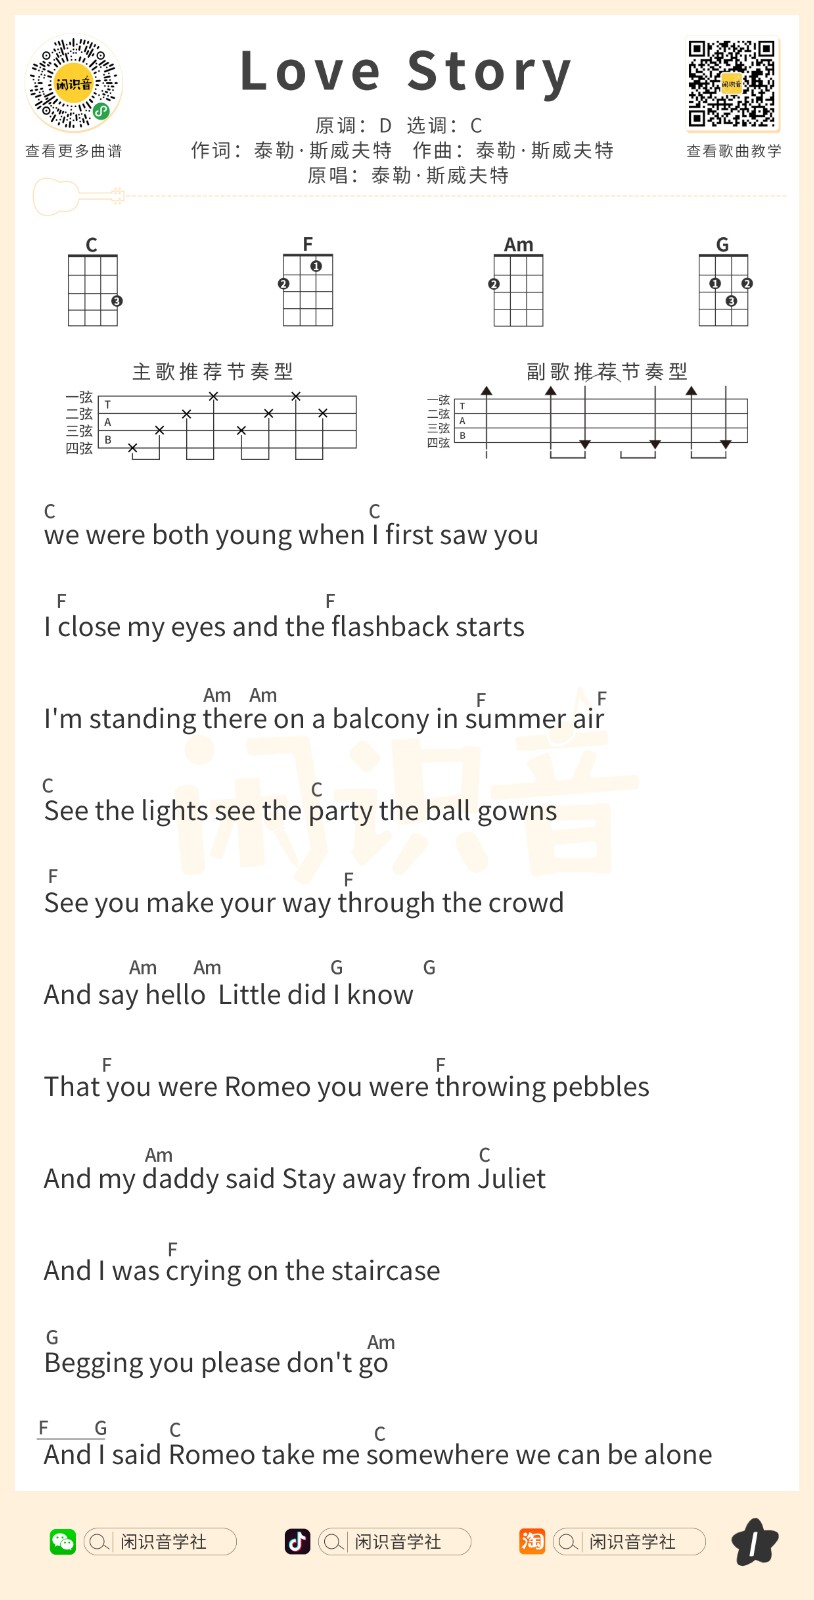 Love Story
原调：D 选调：C
作词：泰勒·斯威夫特 作曲：泰勒·斯威夫特
原唱：泰勒·斯威夫特
闲识音
查看更多曲谱
闲识音
查看歌曲教学
C F Am G
3
2 1
2
1 2 3
主歌推荐节奏型
一弦
二弦
三弦
四弦
T
A
B
副歌推荐节奏型
一弦
二弦
三弦
四弦
T
A
B
C C
we were both young when I first saw you
F F
I close my eyes and the flashback starts
Am Am F F
I'm standing there on a balcony in summer air
闲识音
C C
See the lights see the party the ball gowns
F F
See you make your way through the crowd
Am Am G G
And say hello Little did I know
F F
That you were Romeo you were throwing pebbles
Am C
And my daddy said Stay away from Juliet
F
And I was crying on the staircase
G Am
Begging you please don't go
F G C C
And I said Romeo take me somewhere we can be alone
闲识音学社
闲识音学社
淘 闲识音学社
1